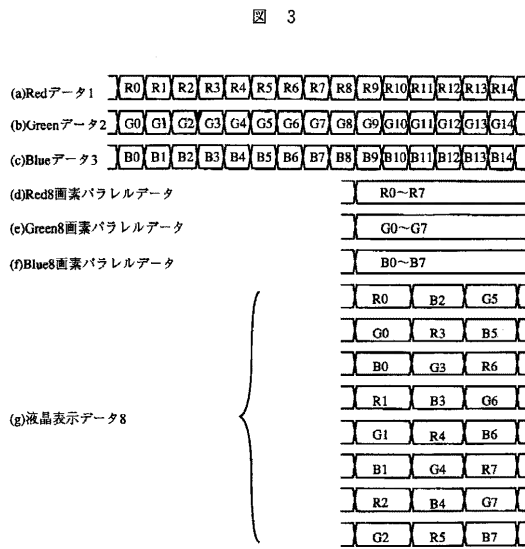 図 3
(a)Redデータ1 R0 R1 R2 R3 R4 R5 R6 R7 R8 R9 R10 R11 R12 R13 R14
(b)Greenデータ2 G0 G1 G2 G3 G4 G5 G6 G7 G8 G9 G10 G11 G12 G13 G14
(c)Blueデータ3 B0 B1 B2 B3 B4 B5 B6 B7 B8 B9 B10 B11 B12 B13 B14
(d)Red8画素パラレルデータ R0～R7
(e)Green8画素パラレルデータ G0～G7
(f)Blue8画素パラレルデータ B0～B7
R0 B2 G5
G0 R3 B5
B0 G3 R6
R1 B3 G6
(g)液晶表示データ8
G1 R4 B6
B1 G4 R7
R2 B4 G7
G2 R5 B7